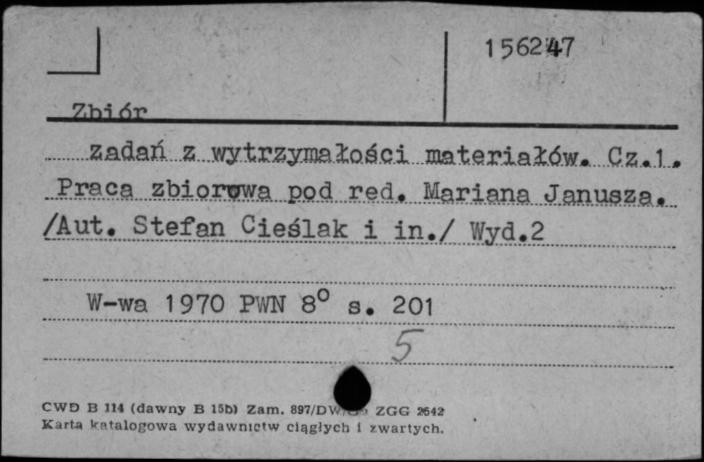 156247
Zbiór
zadań z wytrzymałości materiałów. Cz.1.
Praca zbiorowa pod red. Mariana Janusza.
/Aut. Stefan Cieślak i in./ Wyd.2
W-wa 1970 PWN 8° s. 201
5
CWD B 114 (dawny B 15b) Zam. 897/DW ZGG 2642
Karta katalogowa wydawnictw ciągłych i zwartych.